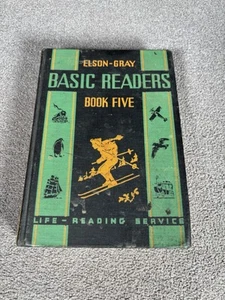 ELSON-GRAY
BASIC READERS
BOOK FIVE
LIFE-READING SERVICE